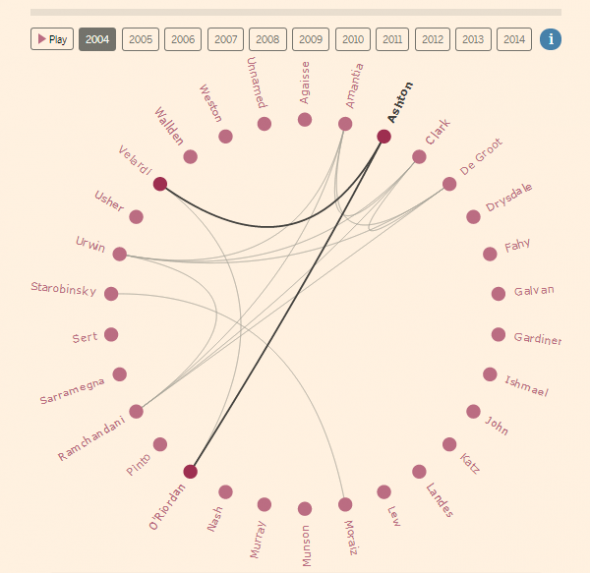 Play 2004 2005 2006 2007 2008 2009 2010 2011 2012 2013 2014 i
Agaisse
Amantia
Ashton
Clark
De Groot
Drysdale
Fahy
Galvan
Gardiner
Ishmael
John
Katz
Landes
Lew
Moraiz
Munson
Murray
Nash
O'Riordan
Pinto
Ramchandani
Sarramegna
Sert
Starobinsky
Urwin
Usher
Velardi
Wallden
Weston
Unnamed